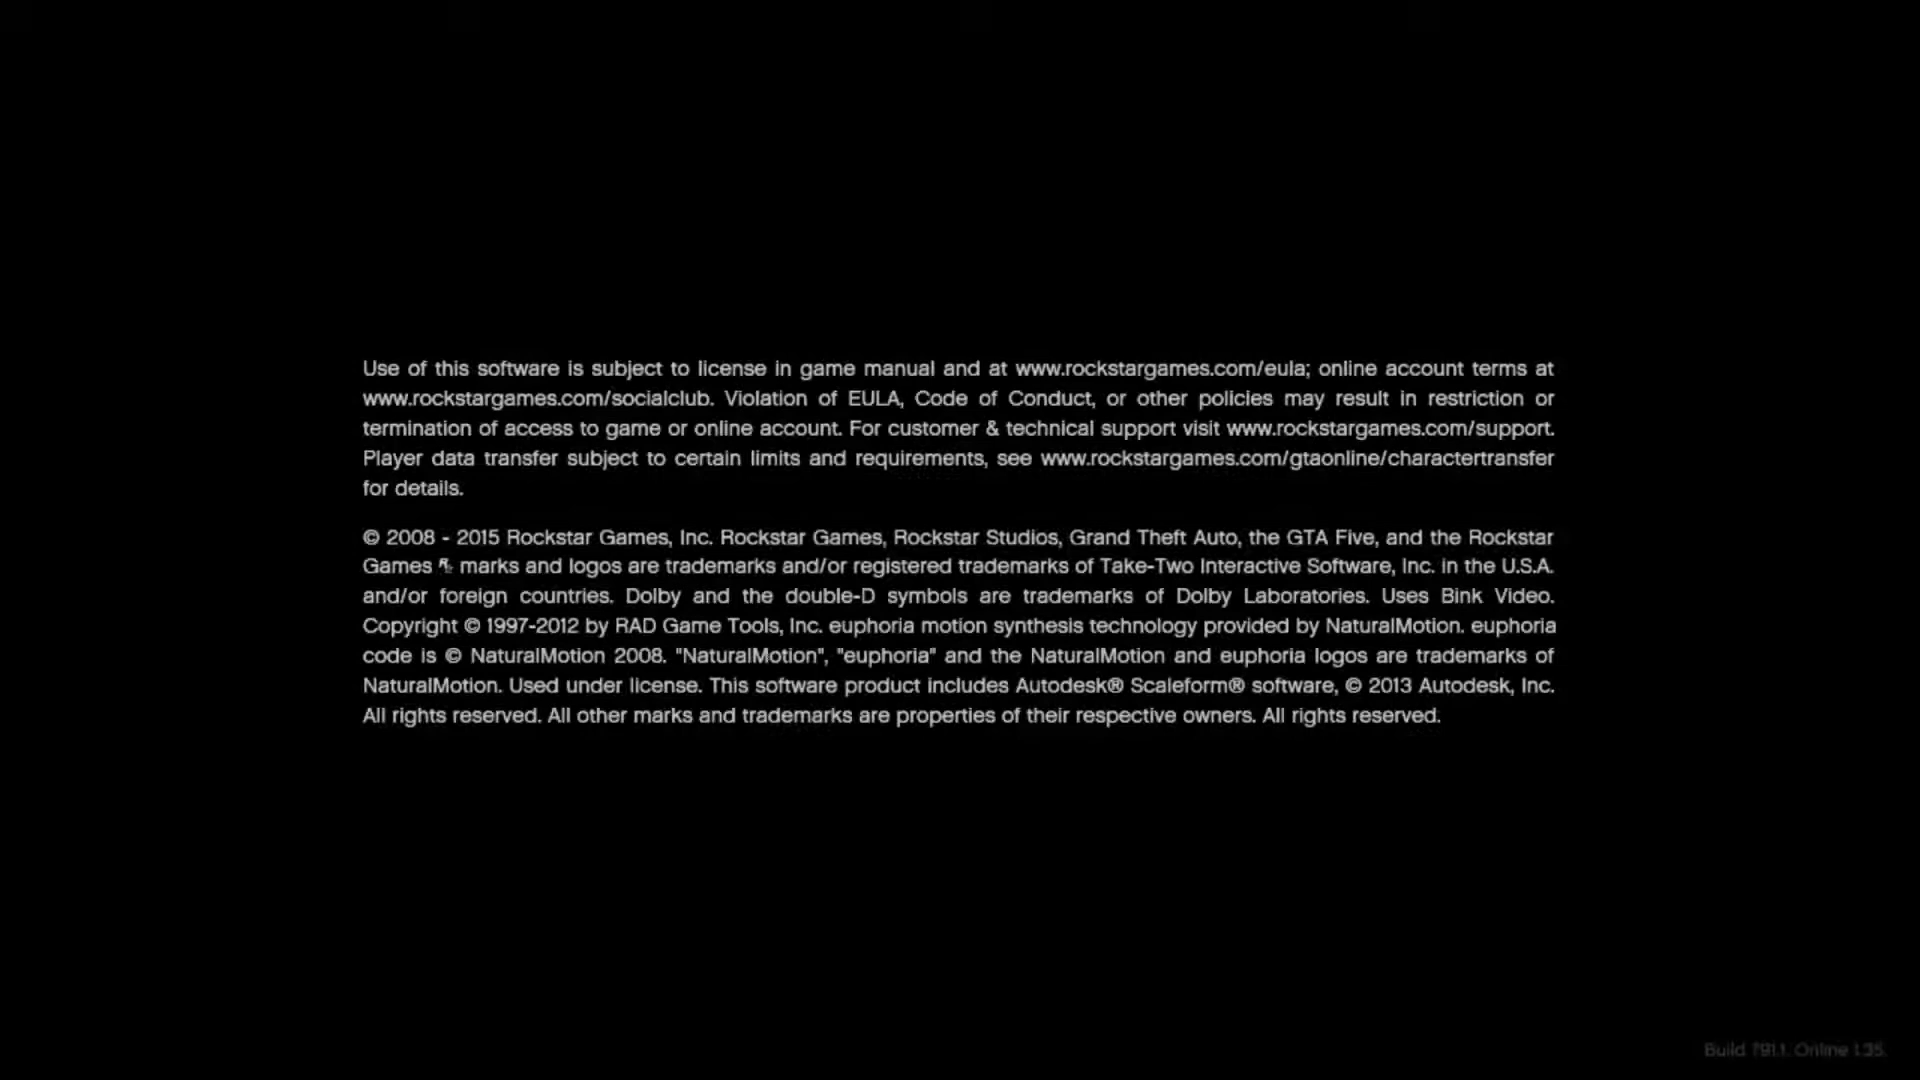 Use of this software is subject to license in game manual and at www.rockstargames.com/eula; online account terms at
www.rockstargames.com/socialclub. Violation of EULA, Code of Conduct, or other policies may result in restriction or
termination of access to game or online account. For customer & technical support visit www.rockstargames.com/support.
Player data transfer subject to certain limits and requirements, see www.rockstargames.com/gtaonline/charactertransfer
for details.
© 2008 - 2015 Rockstar Games, Inc. Rockstar Games, Rockstar Studios, Grand Theft Auto, the GTA Five, and the Rockstar
Games marks and logos are trademarks and/or registered trademarks of Take-Two Interactive Software, Inc. in the U.S.A.
and/or foreign countries. Dolby and the double-D symbols are trademarks of Dolby Laboratories. Uses Bink Video.
Copyright © 1997-2012 by RAD Game Tools, Inc. euphoria motion synthesis technology provided by NaturalMotion. euphoria
code is © NaturalMotion 2008. "NaturalMotion", "euphoria" and the NaturalMotion and euphoria logos are trademarks of
NaturalMotion. Used under license. This software product includes Autodesk® Scaleform® software, © 2013 Autodesk, Inc.
All rights reserved. All other marks and trademarks are properties of their respective owners. All rights reserved.
Build 791.1. Online 1.35.